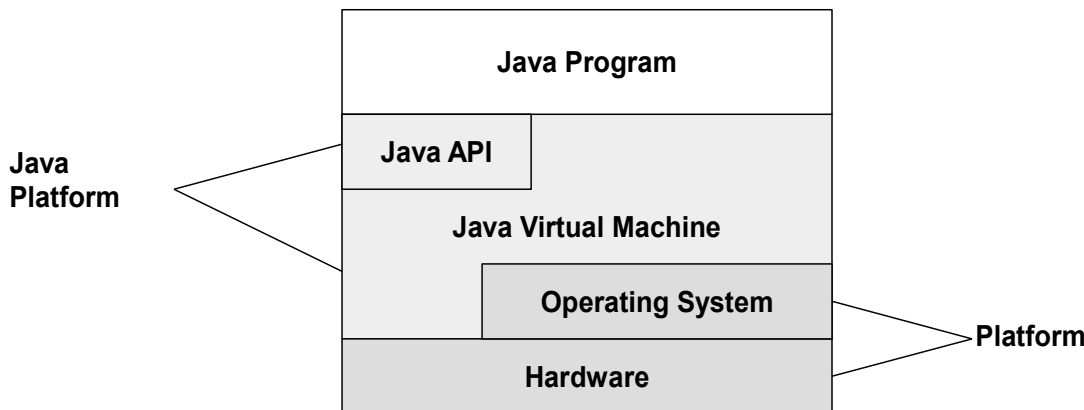 Java Program
Java API
Java
Platform
Java Virtual Machine
Operating System
Platform
Hardware